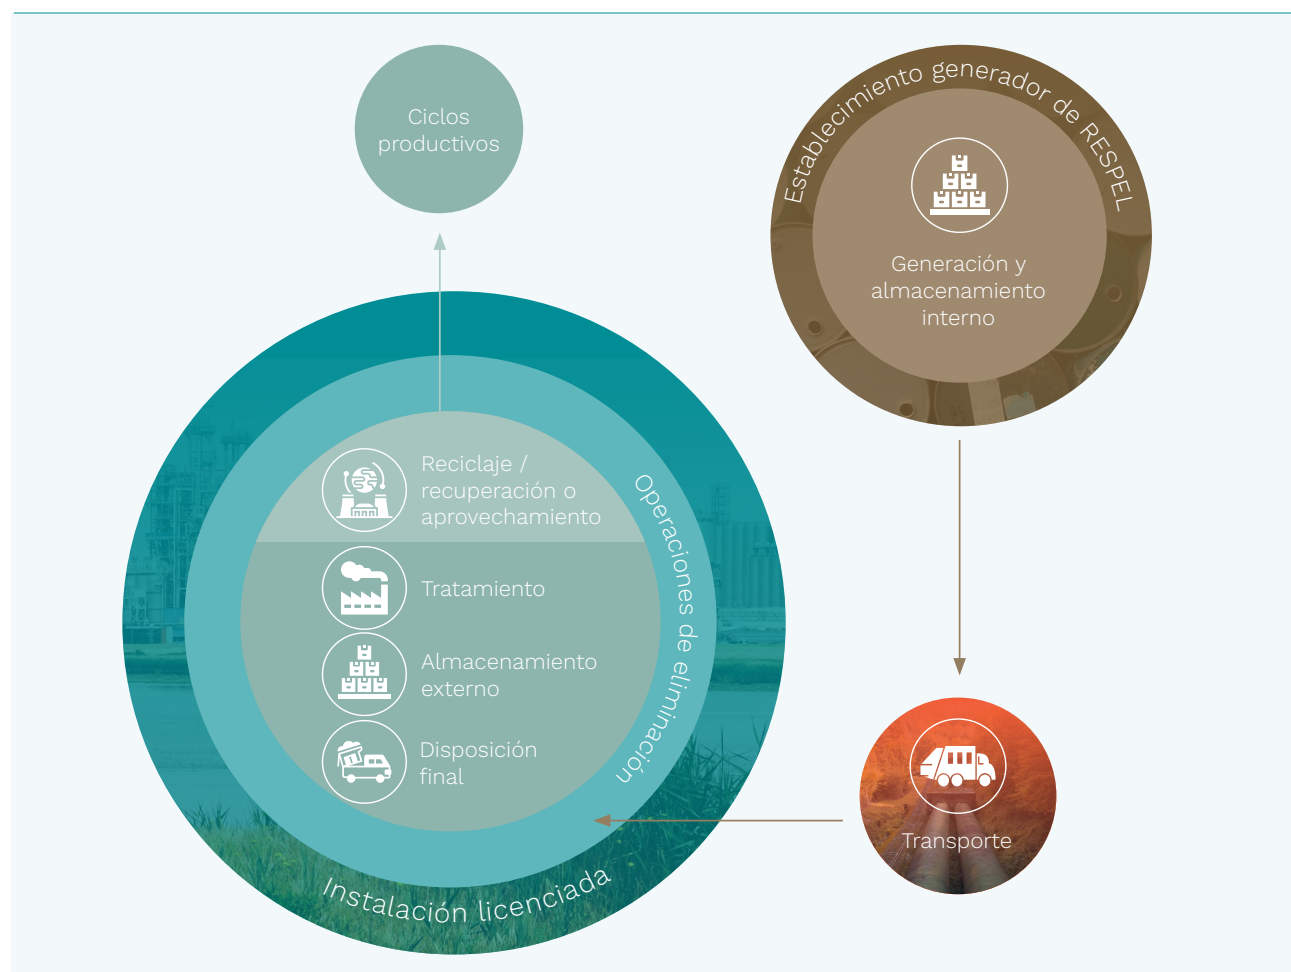 Ciclos
productivos
Establecimiento generador de RESPEL
Generación y
almacenamiento
interno
Reciclaje /
recuperación o
aprovechamiento
Tratamiento
Almacenamiento
externo
Disposición
final
Operaciones de eliminación
Instalación licenciada
Transporte